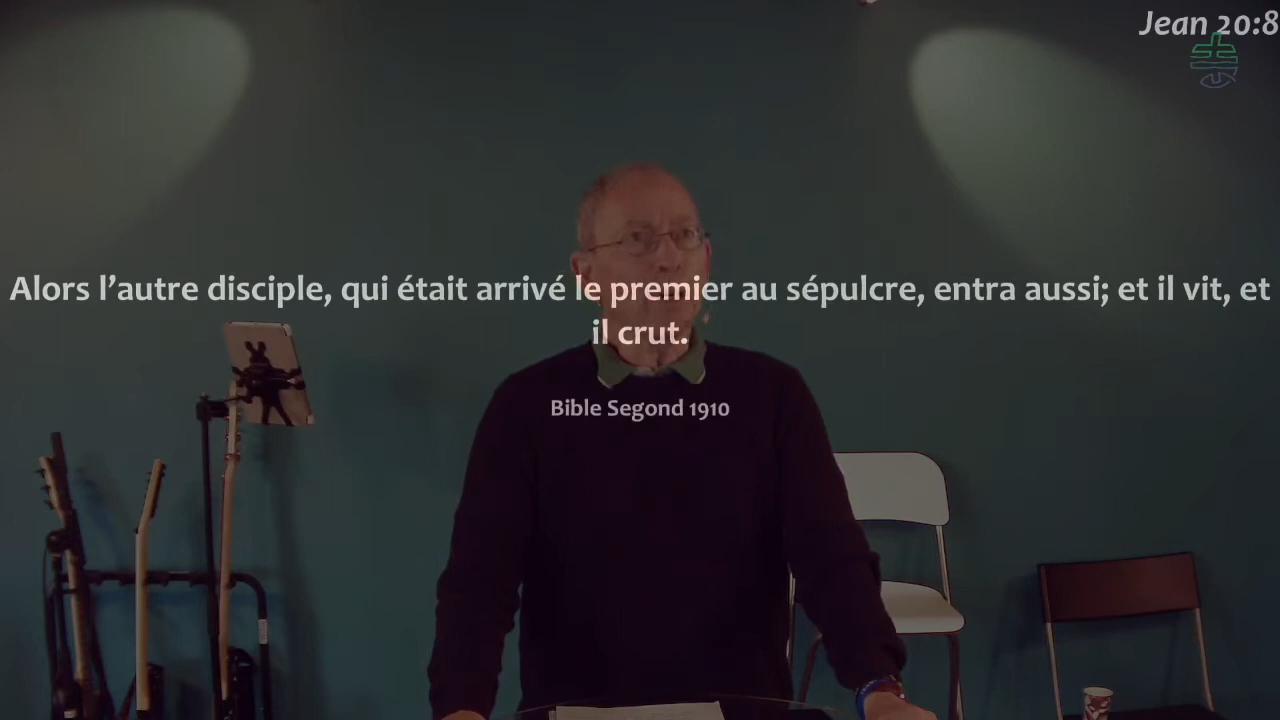 Jean 20:8
Alors l’autre disciple, qui était arrivé le premier au sépulcre, entra aussi; et il vit, et
il crut.
Bible Segond 1910